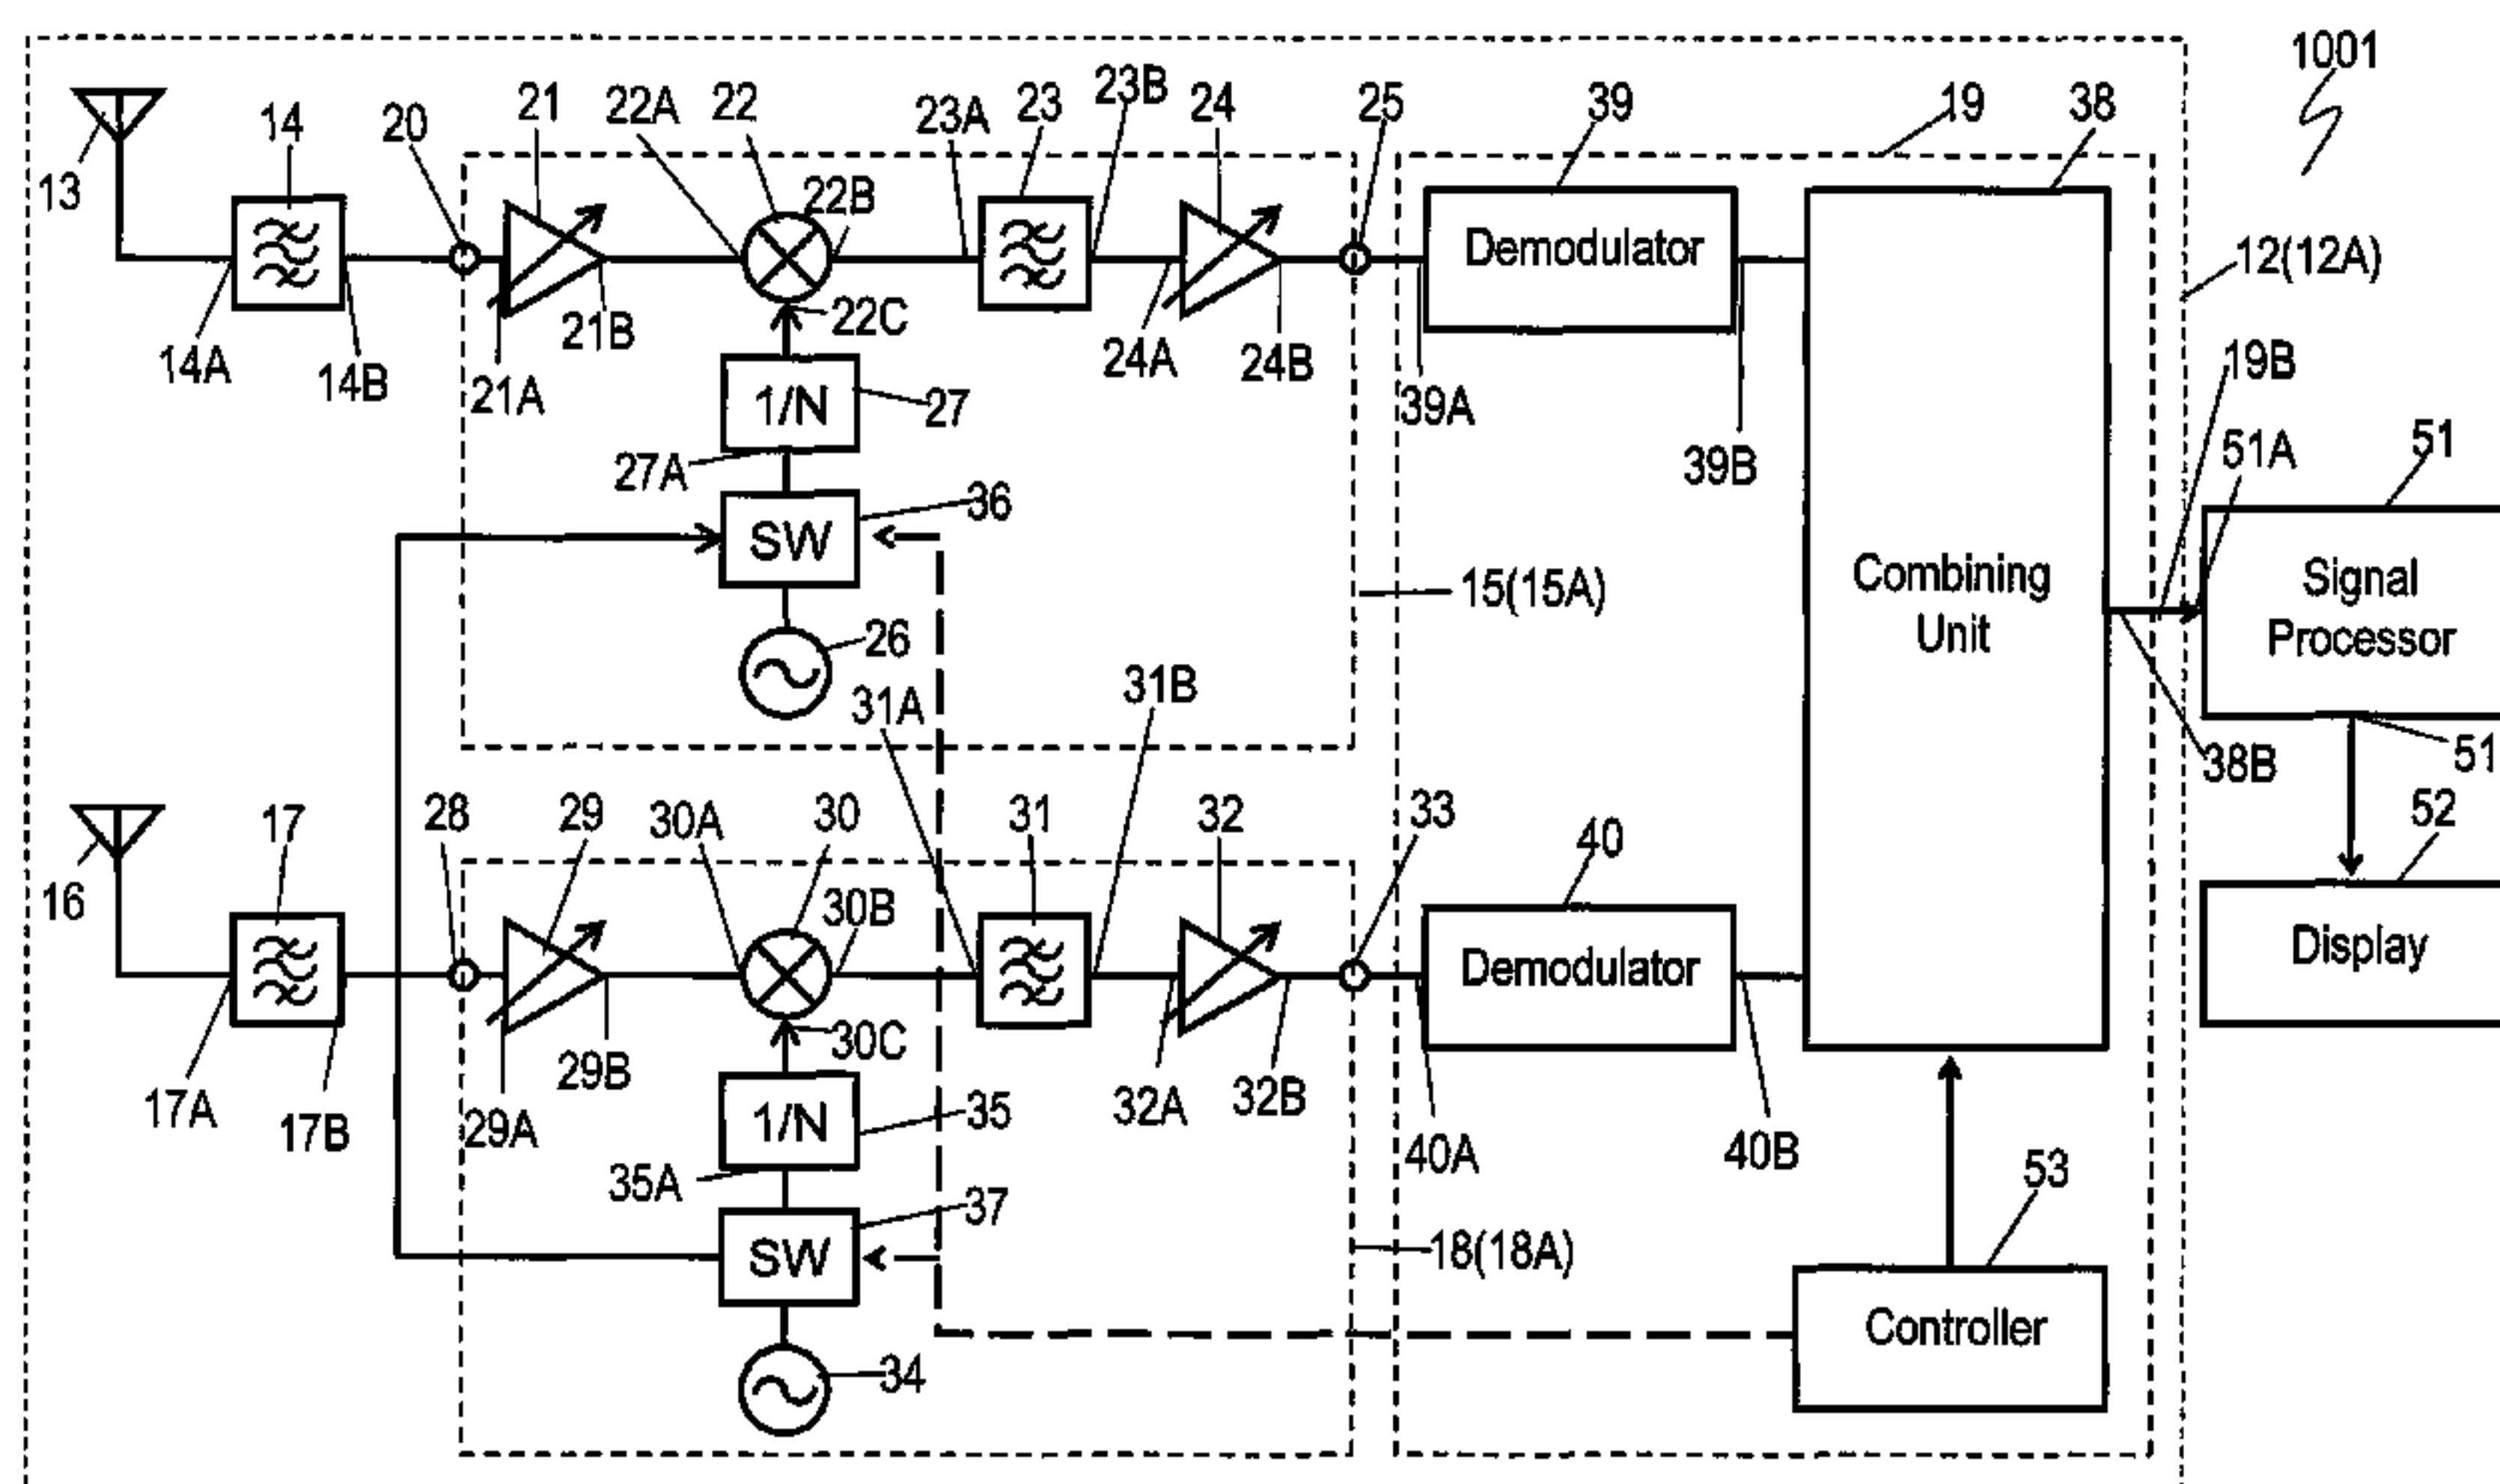 1001
13
14
20
21
22A
22
23A
23
23B
24
25
39
19
38
22B
Demodulator
12(12A)
14A
14B
21A
21B
22C
24A
24B
39A
39B
19B
51A
1/N
27
27A
SW
36
15(15A)
26
Combining
Unit
51
Signal
Processor
51
38B
31A
31B
16
17
28
29
30A
30
30B
31
32
33
40
52
Demodulator
Display
17A
17B
29A
29B
30C
32A
32B
40A
40B
1/N
35
35A
SW
37
18(18A)
53
Controller
34